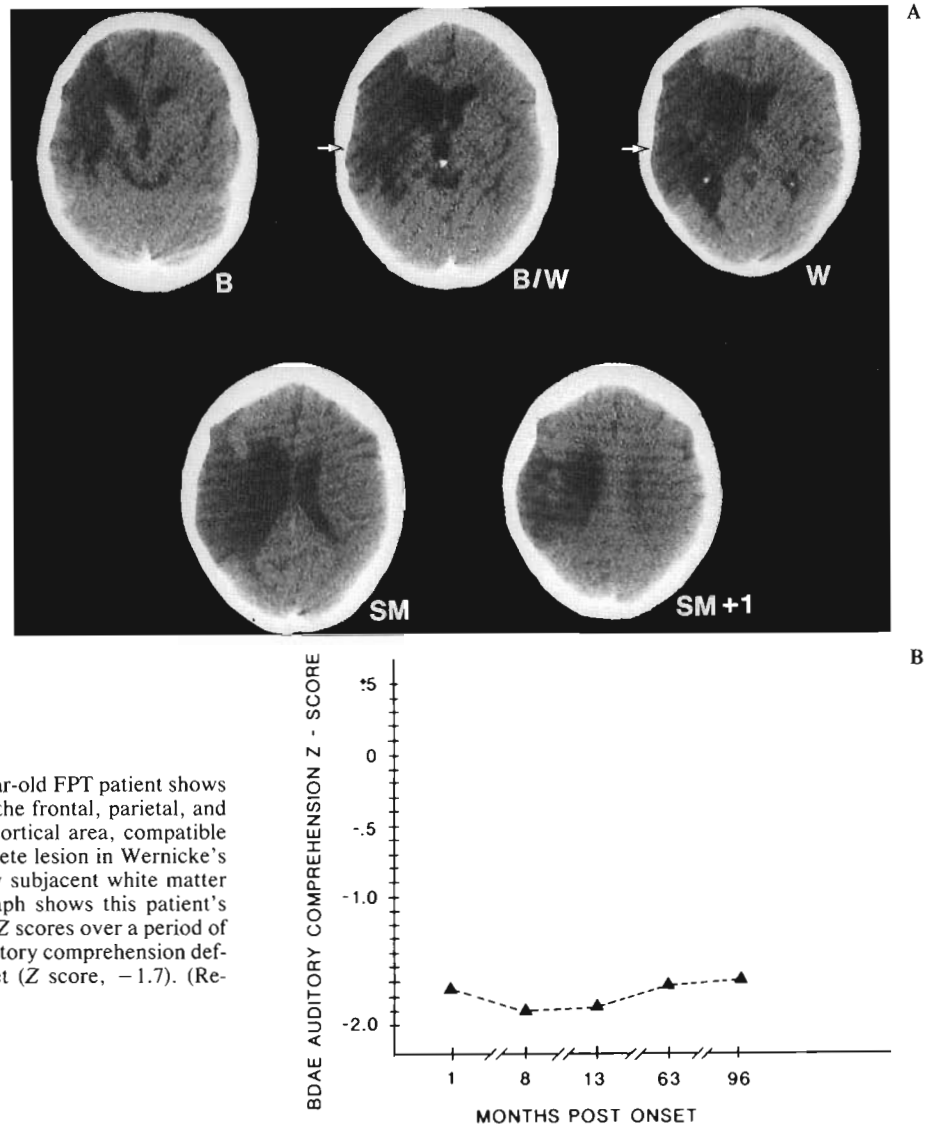 A
B
B/W
W
SM
SM +1
B
ar-old FPT patient shows
the frontal, parietal, and
ortical area, compatible
ete lesion in Wernicke's
subjacent white matter
aph shows this patient's
Z scores over a period of
tory comprehension def-
et (Z score, −1.7). (Re-
BDAE AUDITORY COMPREHENSION Z - SCORE
+.5
0
-.5
-1.0
-2.0
1 8 13 63 96
MONTHS POST ONSET